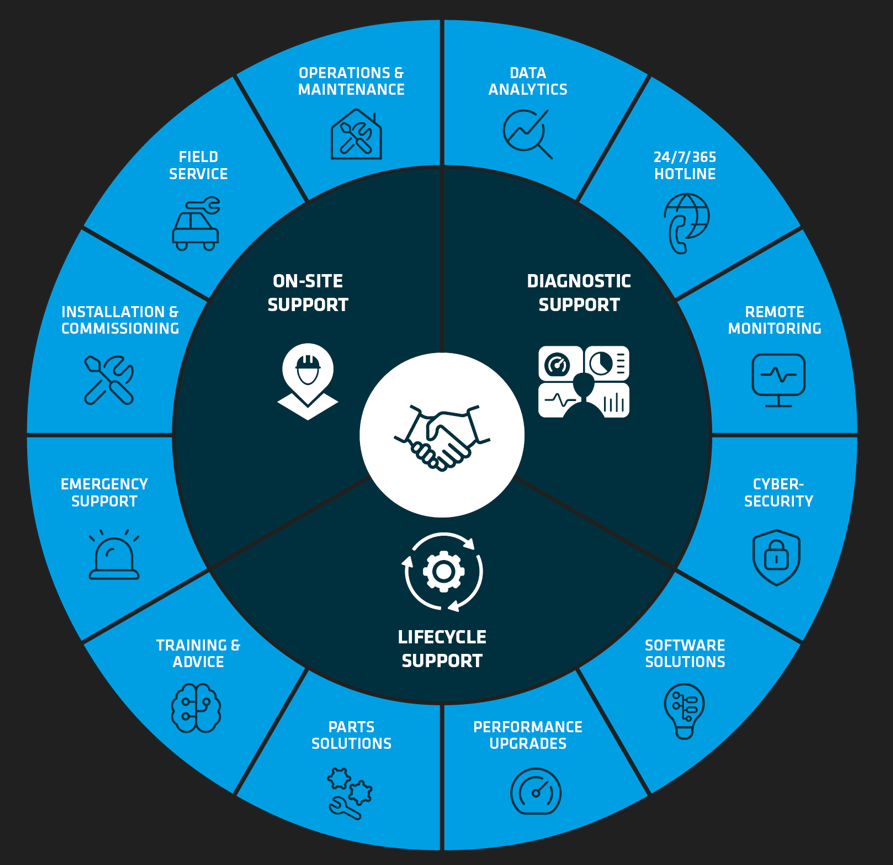 OPERATIONS &
MAINTENANCE
DATA
ANALYTICS
24/7/365
HOTLINE
REMOTE
MONITORING
CYBER-
SECURITY
SOFTWARE
SOLUTIONS
PERFORMANCE
UPGRADES
PARTS
SOLUTIONS
TRAINING &
ADVICE
EMERGENCY
SUPPORT
INSTALLATION &
COMMISSIONING
FIELD
SERVICE
ON-SITE
SUPPORT
DIAGNOSTIC
SUPPORT
LIFECYCLE
SUPPORT